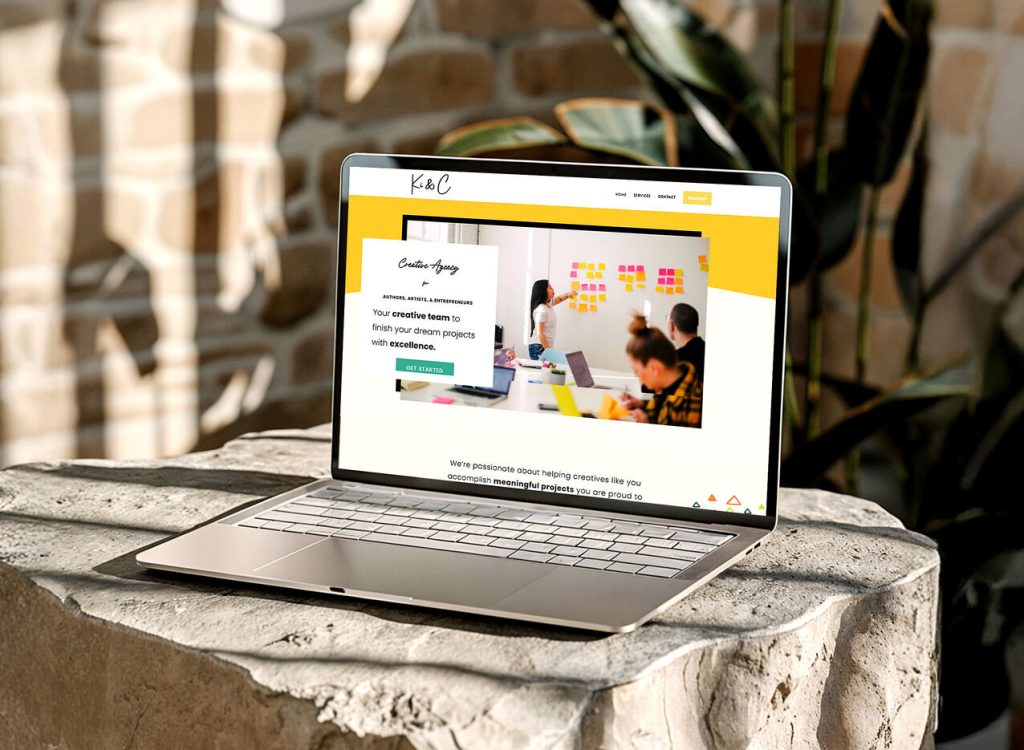 Ki & C
HOME SERVICES CONTACT
Creative Agency
for
AUTHORS, ARTISTS, & ENTREPRENEURS
Your creative team to
finish your dream projects
with excellence.
GET STARTED
We're passionate about helping creatives like you
accomplish meaningful projects you are proud to